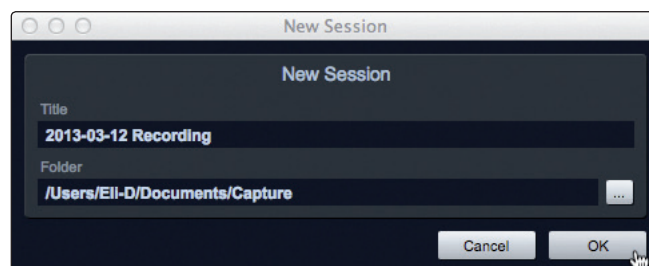 New Session
New Session
Title
2013-03-12 Recording
Folder
/Users/Eli-D/Documents/Capture
...
Cancel
OK